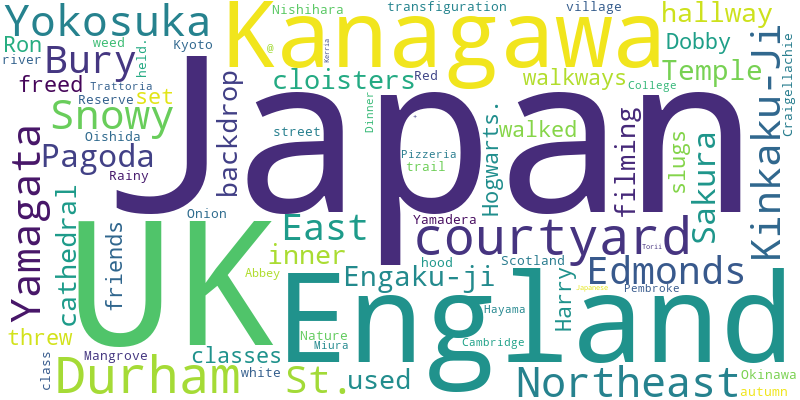 Yokosuka
Kanagawa
Nishihara
transfiguration
village
hallway
Ron
weed
held.
Kyoto
@
Kerria
Dobby
Kinkaku-Ji
Craigellachie
river
Bury
Trattoria
cloisters
Red
walkways
Temple
College
freed
Reserve
set
backdrop
Dinner
Hogwarts.
filming
slugs
Sakura
Snowy
Oishida
Japan
street
walked
Yamagata
Pagoda
Rainy
Pizzeria
trail
cathedral
friends
Onion
East
Yamadera
courtyard
Torii
UK
inner
hood
Scotland
Edmonds
Abbey
Engaku-ji
England
Harry
Pembroke
Japanese
Hayama
threw
Nature
Miura
Cambridge
class
Mangrove
classes
Durham
white
St.
used
Northeast
Okinawa
autumn